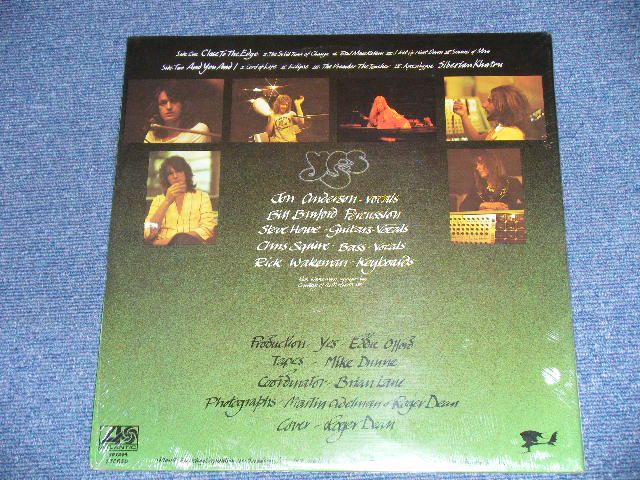 Side One Close To The Edge i. The Solid Time of Change ii. Total Mass Retain iii. I Get Up I Get Down iv. Seasons of Man
Side Two And You And I i. Cord of Life ii. Eclipse iii. The Preacher The Teacher iv. Apocalypse Siberian Khatru
yes
Jon Anderson - vocals
Bill Bruford Percussion
Steve Howe - Guitars - Vocals
Chris Squire - Bass - Vocals
Rick Wakeman - Keyboards
Production - Yes - Eddie Offord
Tapes - Mike Dunne
Coordinator - Brian Lane
Photographs - Martin Adelman & Roger Dean
Cover - Roger Dean
ATLANTIC
STEREO